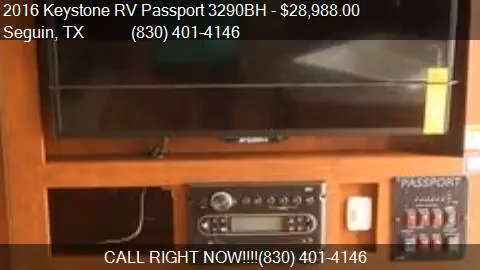 2016 Keystone RV Passport 3290BH - $28,988.00
Seguin, TX (830) 401-4146
PASSPORT
CALL RIGHT NOW!!!!(830) 401-4146